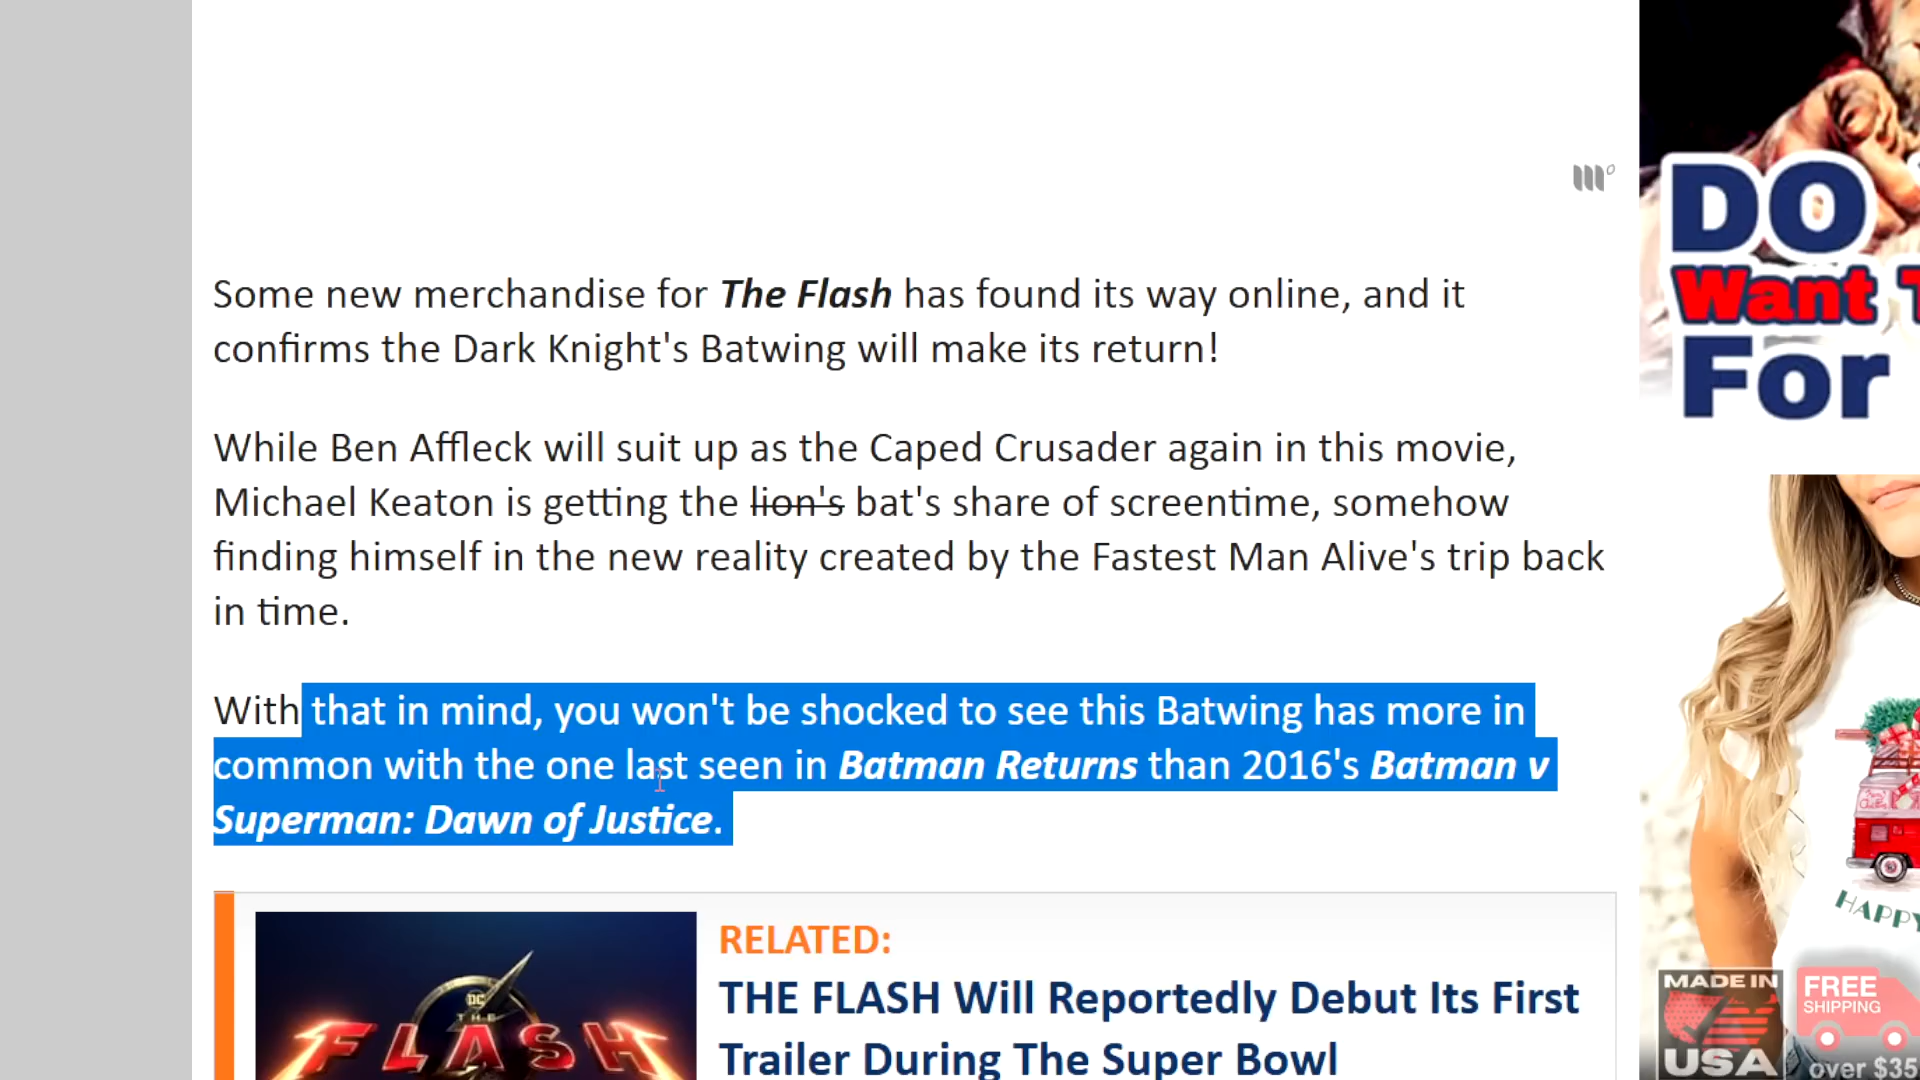 Some new merchandise for The Flash has found its way online, and it
confirms the Dark Knight's Batwing will make its return!
While Ben Affleck will suit up as the Caped Crusader again in this movie,
Michael Keaton is getting the lion's bat's share of screentime, somehow
finding himself in the new reality created by the Fastest Man Alive's trip back
in time.
With that in mind, you won't be shocked to see this Batwing has more in
common with the one last seen in Batman Returns than 2016's Batman v
Superman: Dawn of Justice.
RELATED:
THE FLASH Will Reportedly Debut Its First
Trailer During The Super Bowl
DC
THE
FLASH
DO
Want T
For
HAPPY
MADE IN
USA
FREE
SHIPPING
over $35